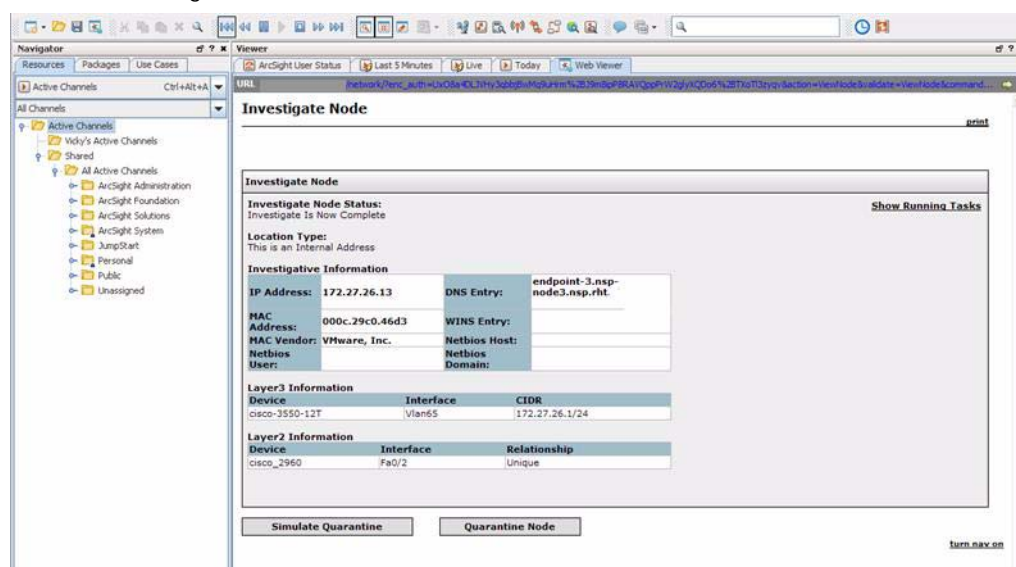 Navigator
Viewer
Resources Packages Use Cases
ArcSight User Status Last 5 Minutes Live Today Web Viewer
Active Channels Ctrl+Alt+A
URL
All Channels
Active Channels
Vicky's Active Channels
Shared
All Active Channels
ArcSight Administration
ArcSight Foundation
ArcSight Solutions
ArcSight System
JumpStart
Personal
Public
Unassigned
Investigate Node
print
Investigate Node
Investigate Node Status:
Show Running Tasks
Investigate Is Now Complete
Location Type:
This is an Internal Address
Investigative Information
IP Address: 172.27.26.13 DNS Entry: endpoint-3.nsp-
node3.nsp.rht.
MAC
Address: 000c.29c0.46d3 WINS Entry:
MAC Vendor: VMware, Inc. Netbios Host:
Netbios
User:
Netbios
Domain:
Layer3 Information
Device Interface CIDR
cisco-3550-12T Vlan65 172.27.26.1/24
Layer2 Information
Device Interface Relationship
cisco_2960 Fa0/2 Unique
Simulate Quarantine Quarantine Node
turn nav on